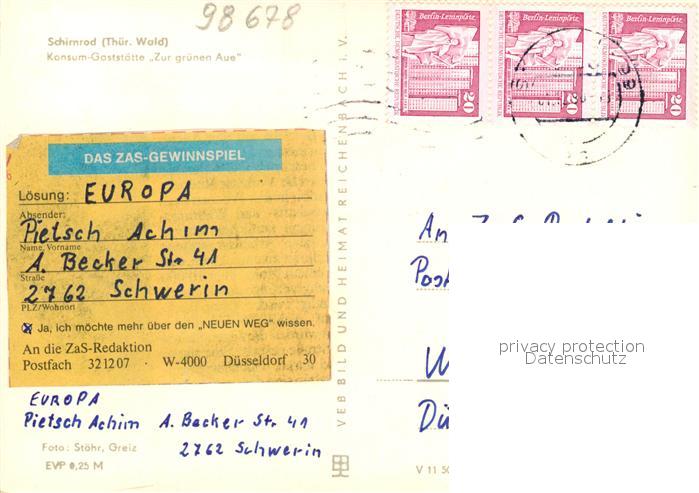 98678
Schirnrod (Thür. Wald)
Konsum-Gaststätte „Zur grünen Aue"
Berlin-Leninplatz
20
Berlin-Leninplatz
20
Berlin-Leninplatz
20
DAS ZAS-GEWINNSPIEL
Lösung: EUROPA
Absender:
Pietsch Achim
Name, Vorname
A. Becker Str 41
Straße
2762 Schwerin
PLZ/Wohnort
Ja, ich möchte mehr über den „NEUEN WEG" wissen.
An die ZaS-Redaktion
Postfach 321207 · W-4000 Düsseldorf 30
EUROPA
Pietsch Achim A. Becker Str. 41
2762 Schwerin
Foto: Stöhr, Greiz
EVP 0,25 M
VEB BILD UND HEIMAT REICHENBACH i. V.
V 11 50
An
Post
W
Dü
privacy protection
Datenschutz